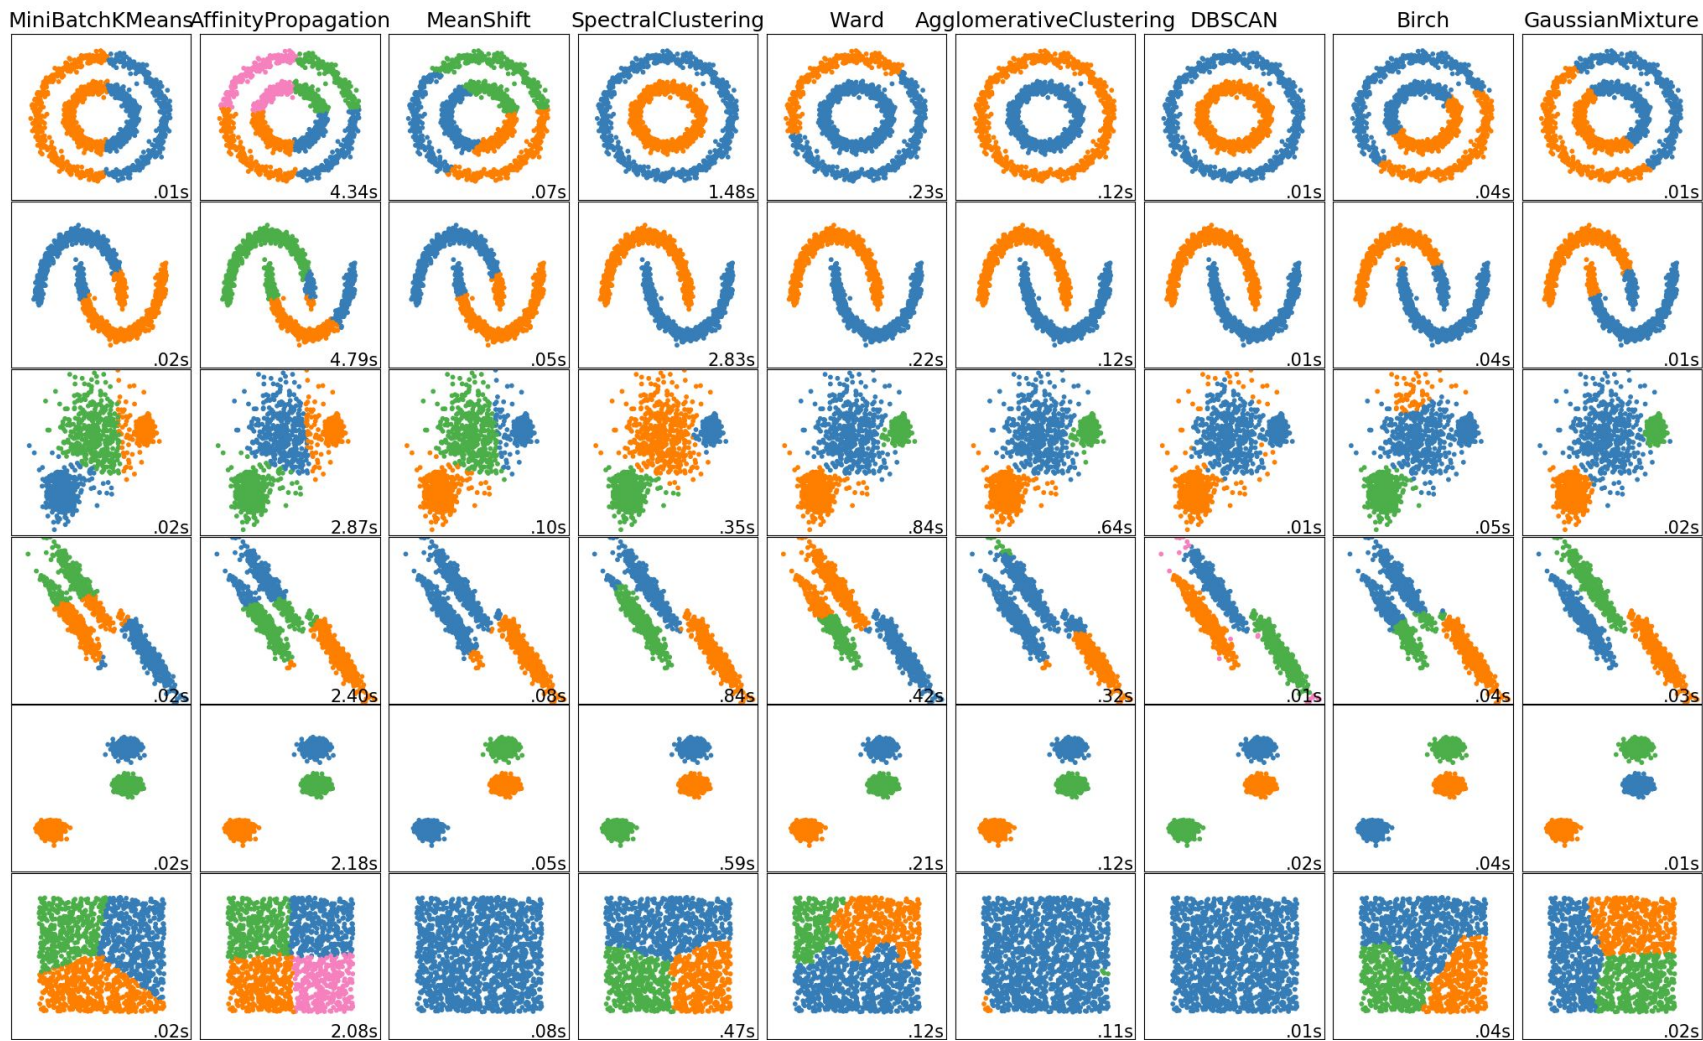 MiniBatchKMeans AffinityPropagation MeanShift SpectralClustering Ward AgglomerativeClustering DBSCAN Birch GaussianMixture
.01s 4.34s .07s 1.48s .23s .12s .01s .04s .01s
.02s 4.79s .05s 2.83s .22s .12s .01s .04s .01s
.02s 2.87s .10s .35s .84s .64s .01s .05s .02s
.02s 2.40s .08s .84s .42s .32s .01s .04s .03s
.02s 2.18s .05s .59s .21s .12s .02s .04s .01s
.02s 2.08s .08s .47s .12s .11s .01s .04s .02s